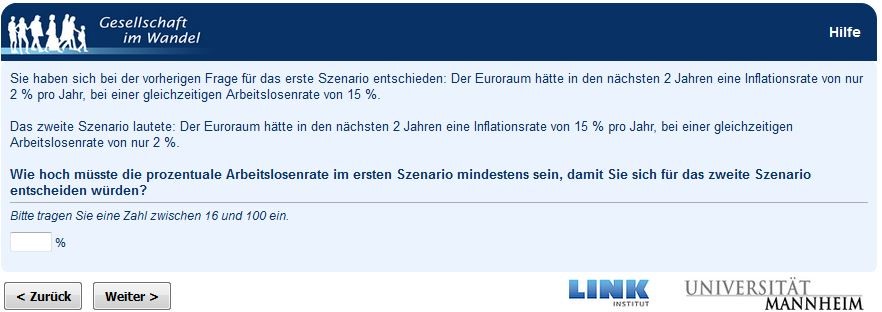 Gesellschaft
im Wandel
Hilfe
Sie haben sich bei der vorherigen Frage für das erste Szenario entschieden: Der Euroraum hätte in den nächsten 2 Jahren eine Inflationsrate von nur
2 % pro Jahr, bei einer gleichzeitigen Arbeitslosenrate von 15 %.
Das zweite Szenario lautete: Der Euroraum hätte in den nächsten 2 Jahren eine Inflationsrate von 15 % pro Jahr, bei einer gleichzeitigen
Arbeitslosenrate von nur 2 %.
Wie hoch müsste die prozentuale Arbeitslosenrate im ersten Szenario mindestens sein, damit Sie sich für das zweite Szenario
entscheiden würden?
Bitte tragen Sie eine Zahl zwischen 16 und 100 ein.
%
< Zurück Weiter >
LINK
INSTITUT
UNIVERSITÄT
MANNHEIM